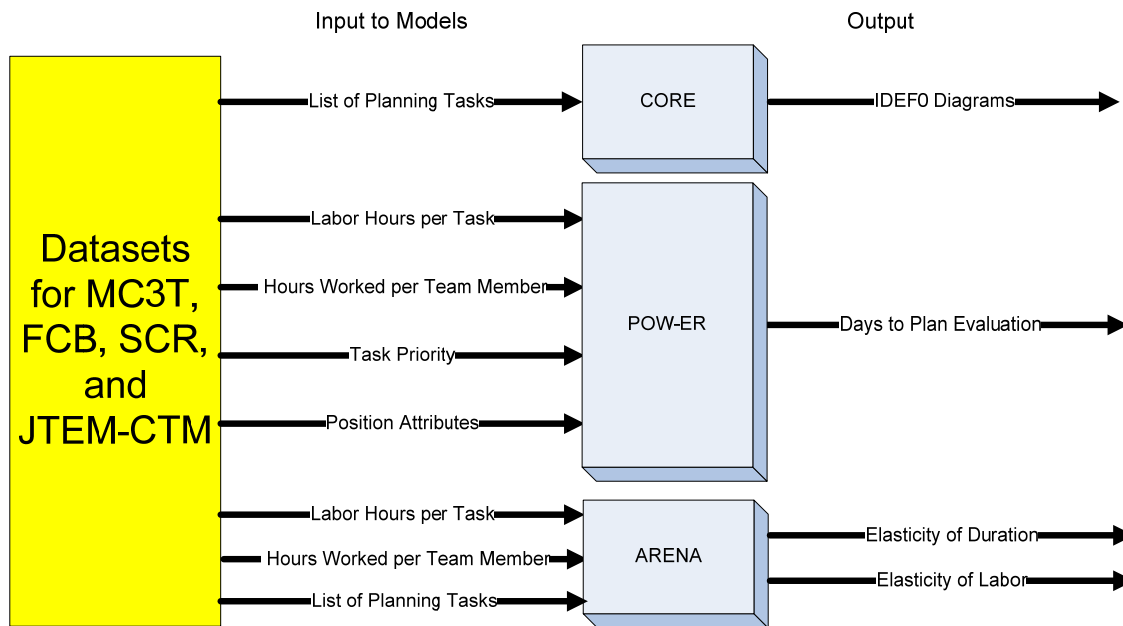 Input to Models
Output
Datasets
for MC3T,
FCB, SCR,
and
JTEM-CTM
List of Planning Tasks
CORE
IDEF0 Diagrams
Labor Hours per Task
Hours Worked per Team Member
Task Priority
Position Attributes
POW-ER
Days to Plan Evaluation
Labor Hours per Task
Hours Worked per Team Member
List of Planning Tasks
ARENA
Elasticity of Duration
Elasticity of Labor